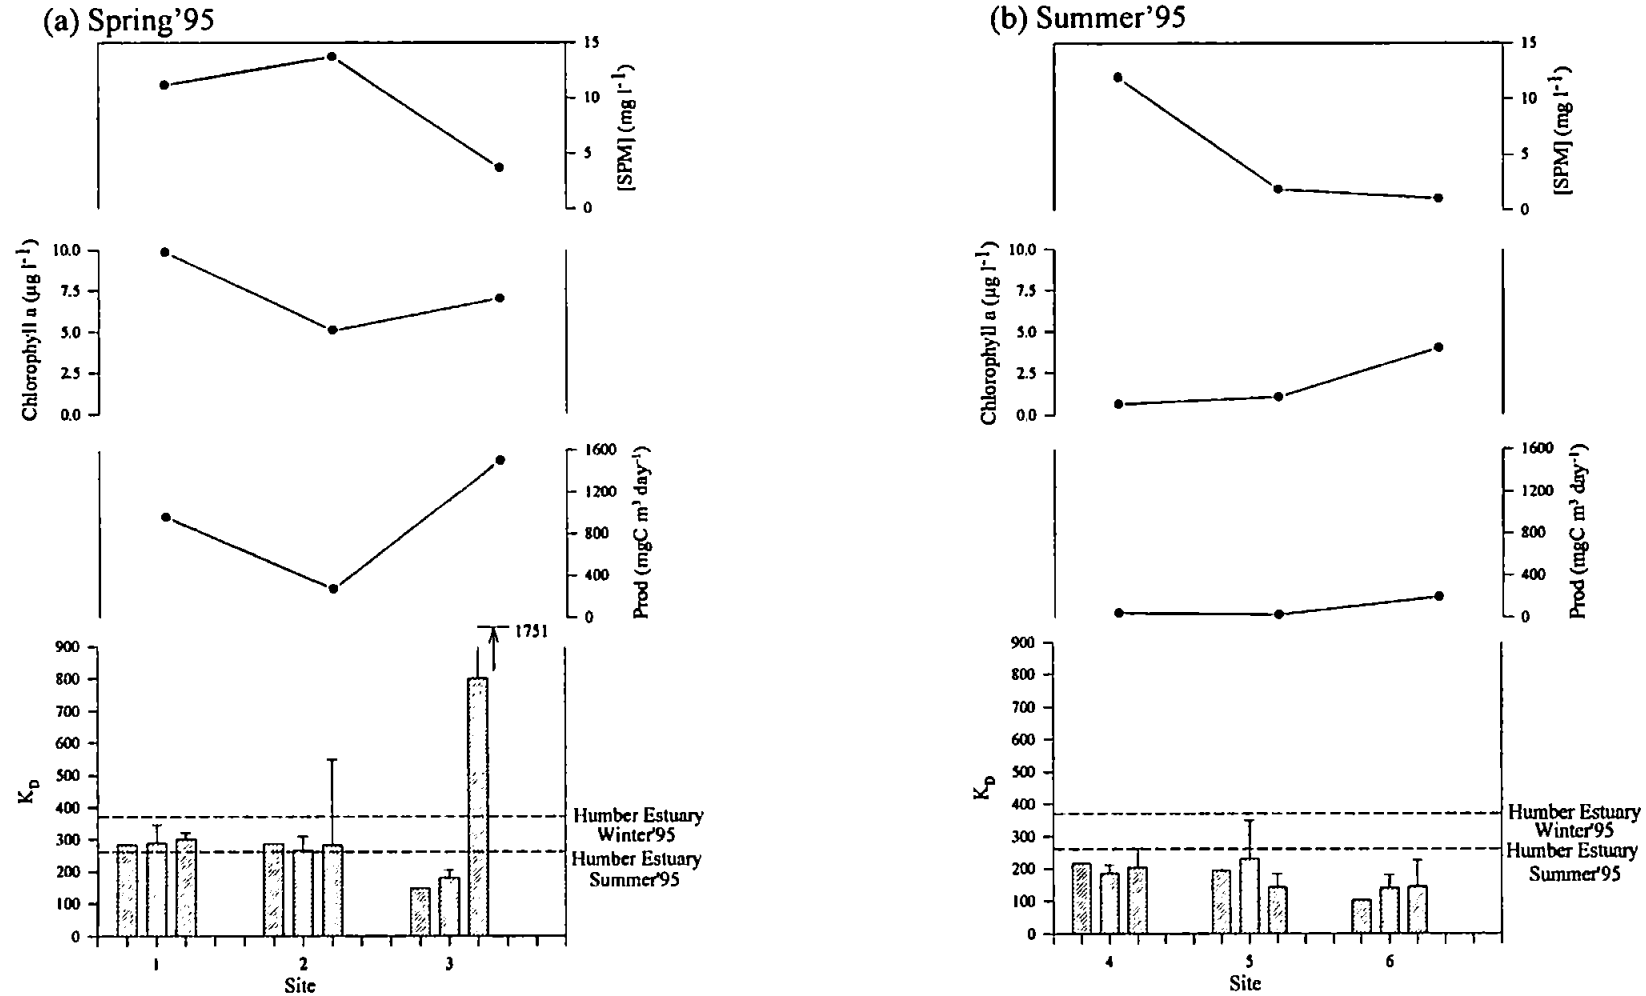 (a) Spring'95
15
10
5
0
[SPM] (mg l-1)
10.0
7.5
5.0
2.5
0.0
Chlorophyll a (µg l-1)
1600
1200
800
400
0
Prod (mgC m3 day-1)
1751
900
800
700
600
500
400
300
200
100
0
KD
Humber Estuary
Winter'95
Humber Estuary
Summer'95
1 2 3
Site
(b) Summer'95
15
10
5
0
[SPM] (mg l-1)
10.0
7.5
5.0
2.5
0.0
Chlorophyll a (µg l-1)
1600
1200
800
400
0
Prod (mgC m3 day-1)
900
800
700
600
500
400
300
200
100
0
KD
Humber Estuary
Winter'95
Humber Estuary
Summer'95
4 5 6
Site